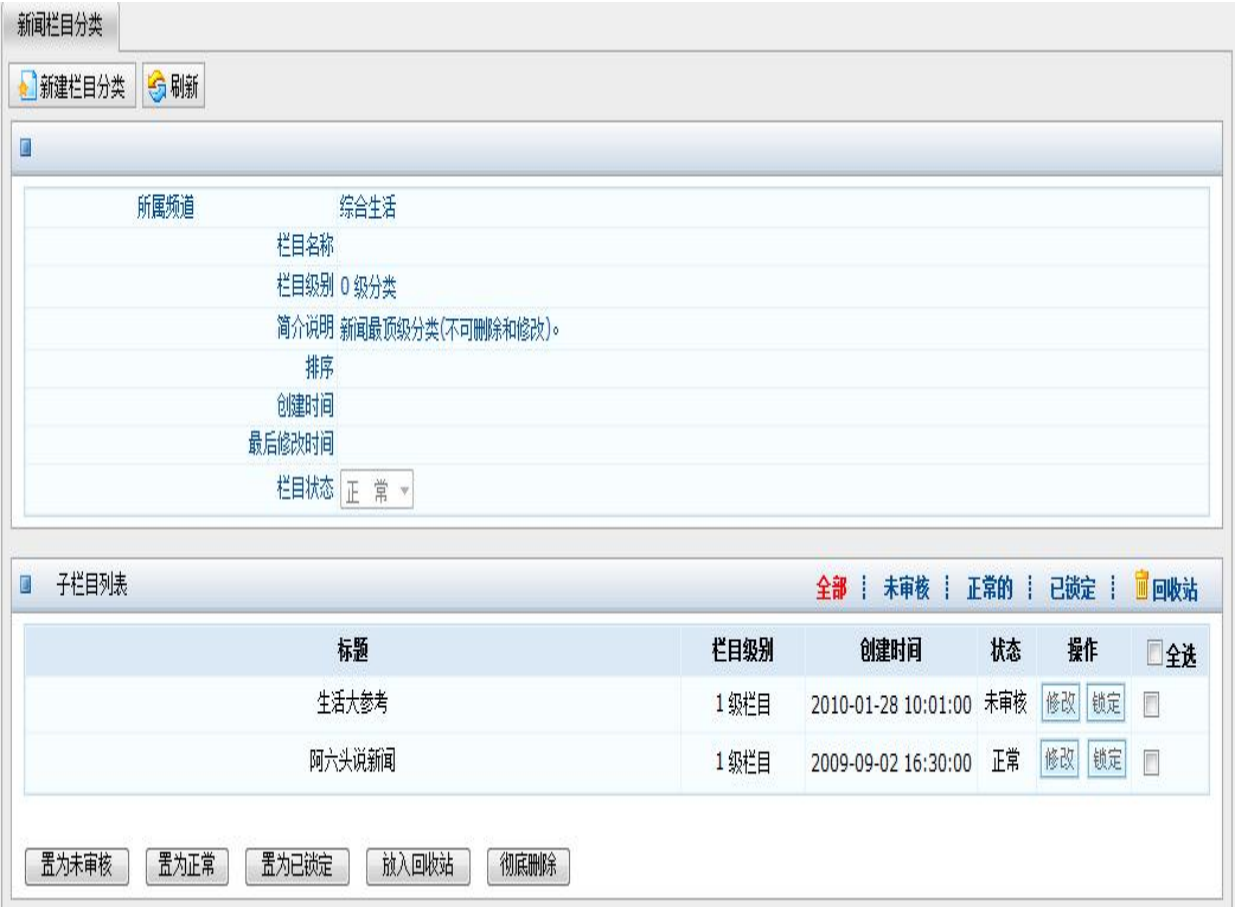 新闻栏目分类
新建栏目分类 刷新
所属频道 综合生活
栏目名称
栏目级别 0 级分类
简介说明 新闻最顶级分类(不可删除和修改)。
排序
创建时间
最后修改时间
栏目状态 正 常
子栏目列表 全部 ┊ 未审核 ┊ 正常的 ┊ 已锁定 ┊ 回收站
标题 栏目级别 创建时间 状态 操作 全选
生活大参考 1 级栏目 2010-01-28 10:01:00 未审核 修改 锁定
阿六头说新闻 1 级栏目 2009-09-02 16:30:00 正常 修改 锁定
置为未审核 置为正常 置为已锁定 放入回收站 彻底删除